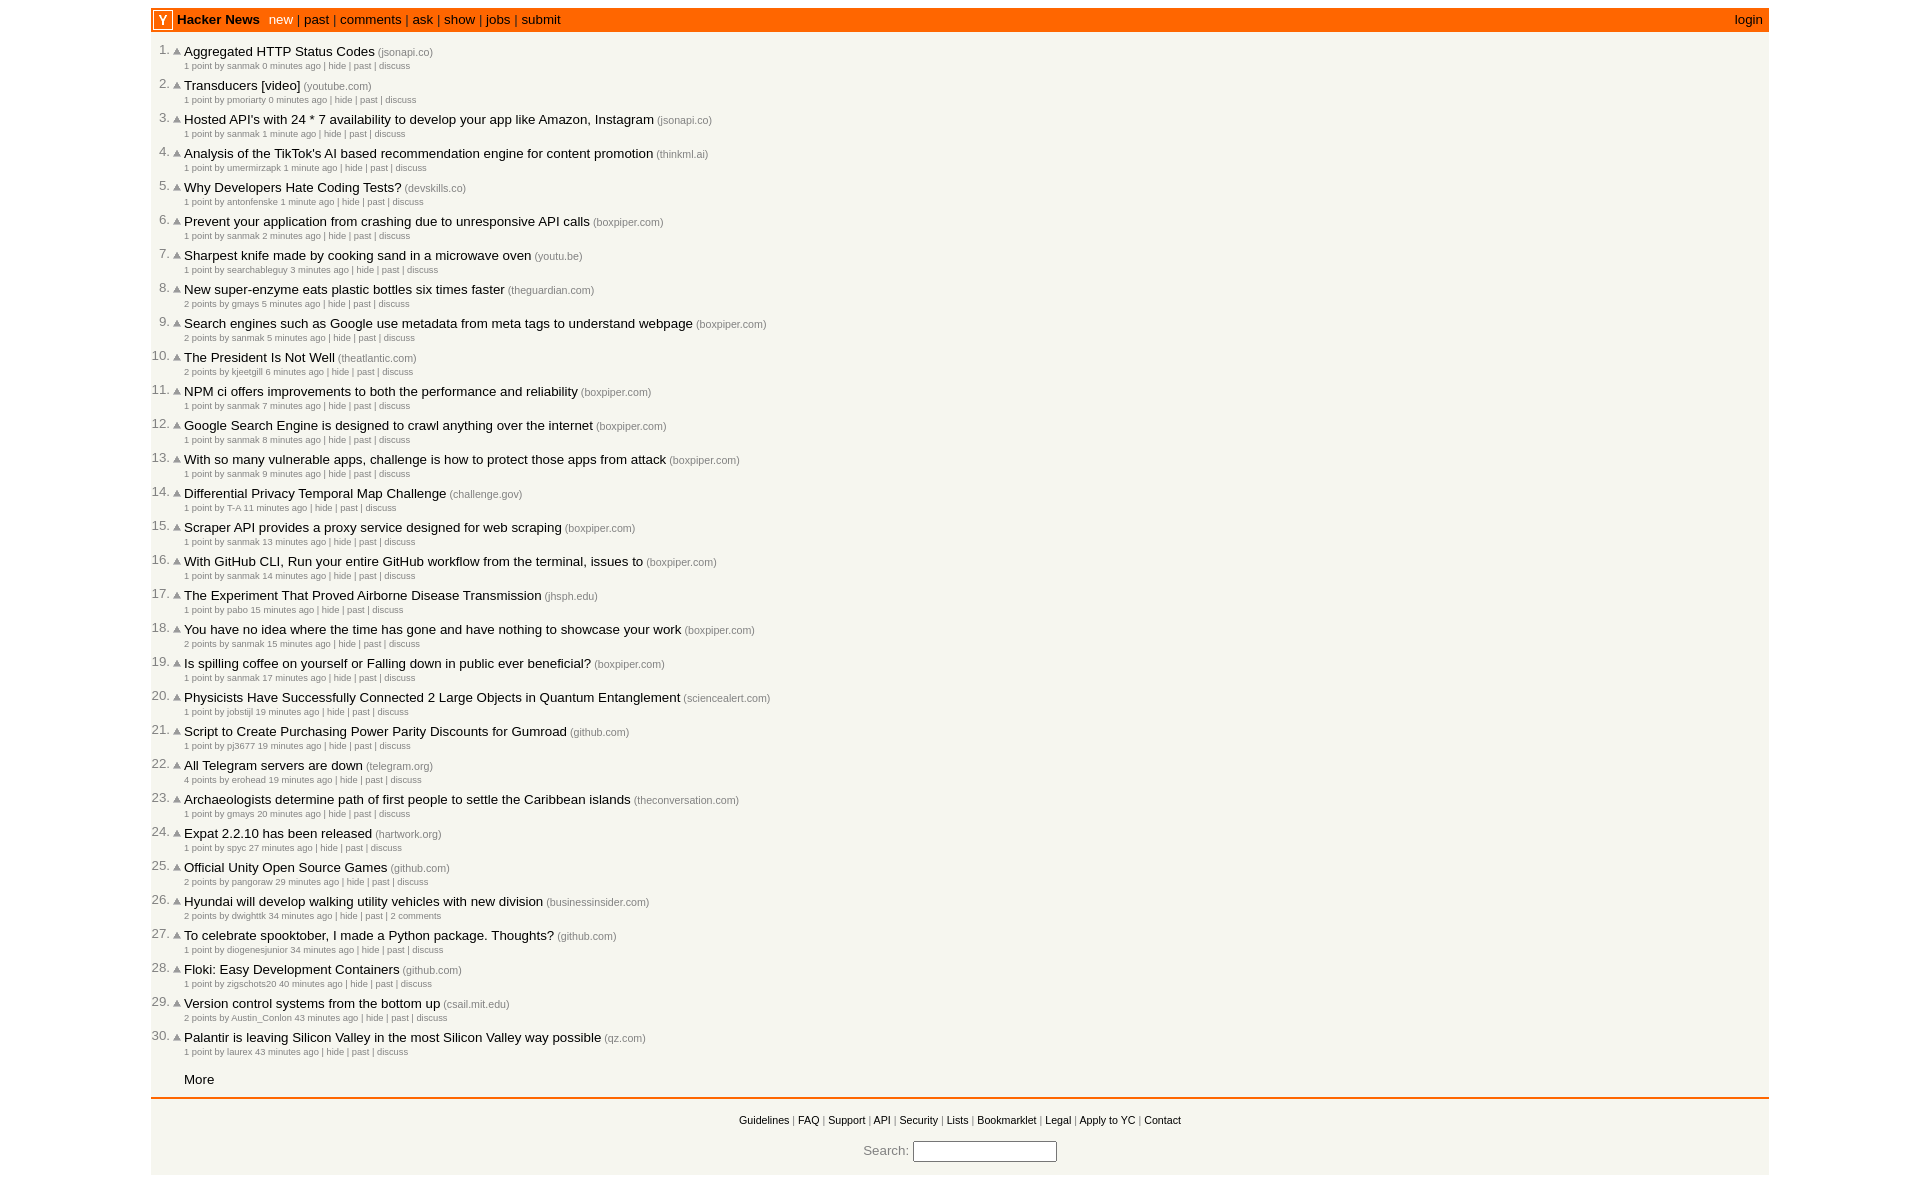 Y Hacker News new | past | comments | ask | show | jobs | submit login
1. Aggregated HTTP Status Codes (jsonapi.co)
1 point by sanmak 0 minutes ago | hide | past | discuss
2. Transducers [video] (youtube.com)
1 point by pmoriarty 0 minutes ago | hide | past | discuss
3. Hosted API's with 24 * 7 availability to develop your app like Amazon, Instagram (jsonapi.co)
1 point by sanmak 1 minute ago | hide | past | discuss
4. Analysis of the TikTok's AI based recommendation engine for content promotion (thinkml.ai)
1 point by umermirzapk 1 minute ago | hide | past | discuss
5. Why Developers Hate Coding Tests? (devskills.co)
1 point by antonfenske 1 minute ago | hide | past | discuss
6. Prevent your application from crashing due to unresponsive API calls (boxpiper.com)
1 point by sanmak 2 minutes ago | hide | past | discuss
7. Sharpest knife made by cooking sand in a microwave oven (youtu.be)
1 point by searchableguy 3 minutes ago | hide | past | discuss
8. New super-enzyme eats plastic bottles six times faster (theguardian.com)
2 points by gmays 5 minutes ago | hide | past | discuss
9. Search engines such as Google use metadata from meta tags to understand webpage (boxpiper.com)
2 points by sanmak 5 minutes ago | hide | past | discuss
10. The President Is Not Well (theatlantic.com)
2 points by kjeetgill 6 minutes ago | hide | past | discuss
11. NPM ci offers improvements to both the performance and reliability (boxpiper.com)
1 point by sanmak 7 minutes ago | hide | past | discuss
12. Google Search Engine is designed to crawl anything over the internet (boxpiper.com)
1 point by sanmak 8 minutes ago | hide | past | discuss
13. With so many vulnerable apps, challenge is how to protect those apps from attack (boxpiper.com)
1 point by sanmak 9 minutes ago | hide | past | discuss
14. Differential Privacy Temporal Map Challenge (challenge.gov)
1 point by T-A 11 minutes ago | hide | past | discuss
15. Scraper API provides a proxy service designed for web scraping (boxpiper.com)
1 point by sanmak 13 minutes ago | hide | past | discuss
16. With GitHub CLI, Run your entire GitHub workflow from the terminal, issues to (boxpiper.com)
1 point by sanmak 14 minutes ago | hide | past | discuss
17. The Experiment That Proved Airborne Disease Transmission (jhsph.edu)
1 point by pabo 15 minutes ago | hide | past | discuss
18. You have no idea where the time has gone and have nothing to showcase your work (boxpiper.com)
2 points by sanmak 15 minutes ago | hide | past | discuss
19. Is spilling coffee on yourself or Falling down in public ever beneficial? (boxpiper.com)
1 point by sanmak 17 minutes ago | hide | past | discuss
20. Physicists Have Successfully Connected 2 Large Objects in Quantum Entanglement (sciencealert.com)
1 point by jobstijl 19 minutes ago | hide | past | discuss
21. Script to Create Purchasing Power Parity Discounts for Gumroad (github.com)
1 point by pj3677 19 minutes ago | hide | past | discuss
22. All Telegram servers are down (telegram.org)
4 points by erohead 19 minutes ago | hide | past | discuss
23. Archaeologists determine path of first people to settle the Caribbean islands (theconversation.com)
1 point by gmays 20 minutes ago | hide | past | discuss
24. Expat 2.2.10 has been released (hartwork.org)
1 point by spyc 27 minutes ago | hide | past | discuss
25. Official Unity Open Source Games (github.com)
2 points by pangoraw 29 minutes ago | hide | past | discuss
26. Hyundai will develop walking utility vehicles with new division (businessinsider.com)
2 points by dwighttk 34 minutes ago | hide | past | 2 comments
27. To celebrate spooktober, I made a Python package. Thoughts? (github.com)
1 point by diogenesjunior 34 minutes ago | hide | past | discuss
28. Floki: Easy Development Containers (github.com)
1 point by zigschots20 40 minutes ago | hide | past | discuss
29. Version control systems from the bottom up (csail.mit.edu)
2 points by Austin_Conlon 43 minutes ago | hide | past | discuss
30. Palantir is leaving Silicon Valley in the most Silicon Valley way possible (qz.com)
1 point by laurex 43 minutes ago | hide | past | discuss
More
Guidelines | FAQ | Support | API | Security | Lists | Bookmarklet | Legal | Apply to YC | Contact
Search: